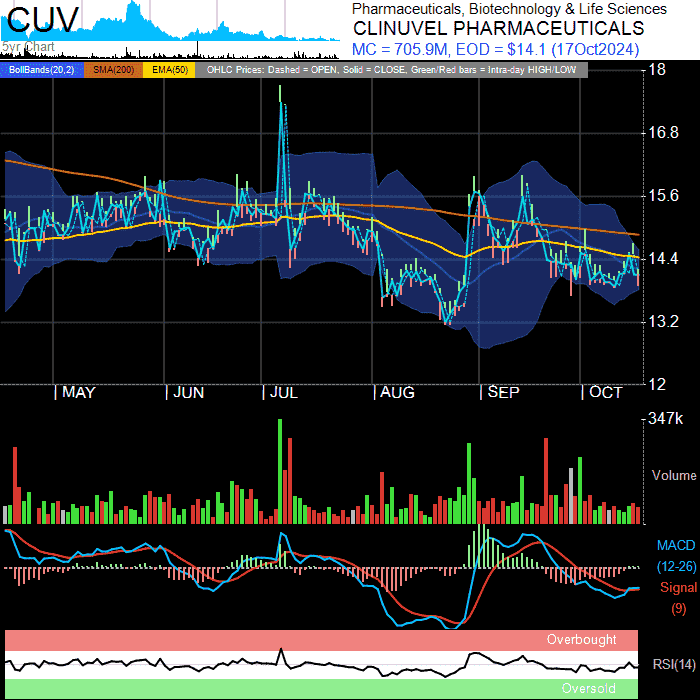 CUV
5yr Chart
Pharmaceuticals, Biotechnology & Life Sciences
CLINUVEL PHARMACEUTICALS
MC = 705.9M, EOD = $14.1 (17Oct2024)
BollBands(20,2) SMA(200) EMA(50) OHLC Prices: Dashed = OPEN, Solid = CLOSE, Green/Red bars = Intra-day HIGH/LOW
18
16.8
15.6
14.4
13.2
12
MAY JUN JUL AUG SEP OCT
347k
Volume
MACD
(12-26)
Signal
(9)
Overbought
RSI(14)
Oversold